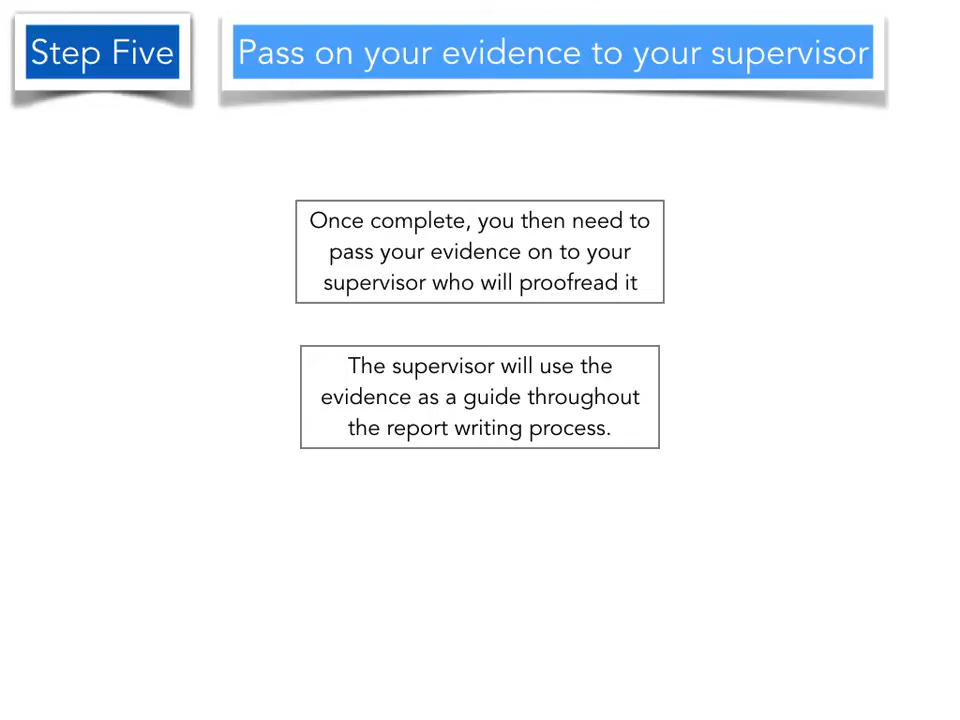 Step Five
Pass on your evidence to your supervisor
Once complete, you then need to
pass your evidence on to your
supervisor who will proofread it
The supervisor will use the
evidence as a guide throughout
the report writing process.